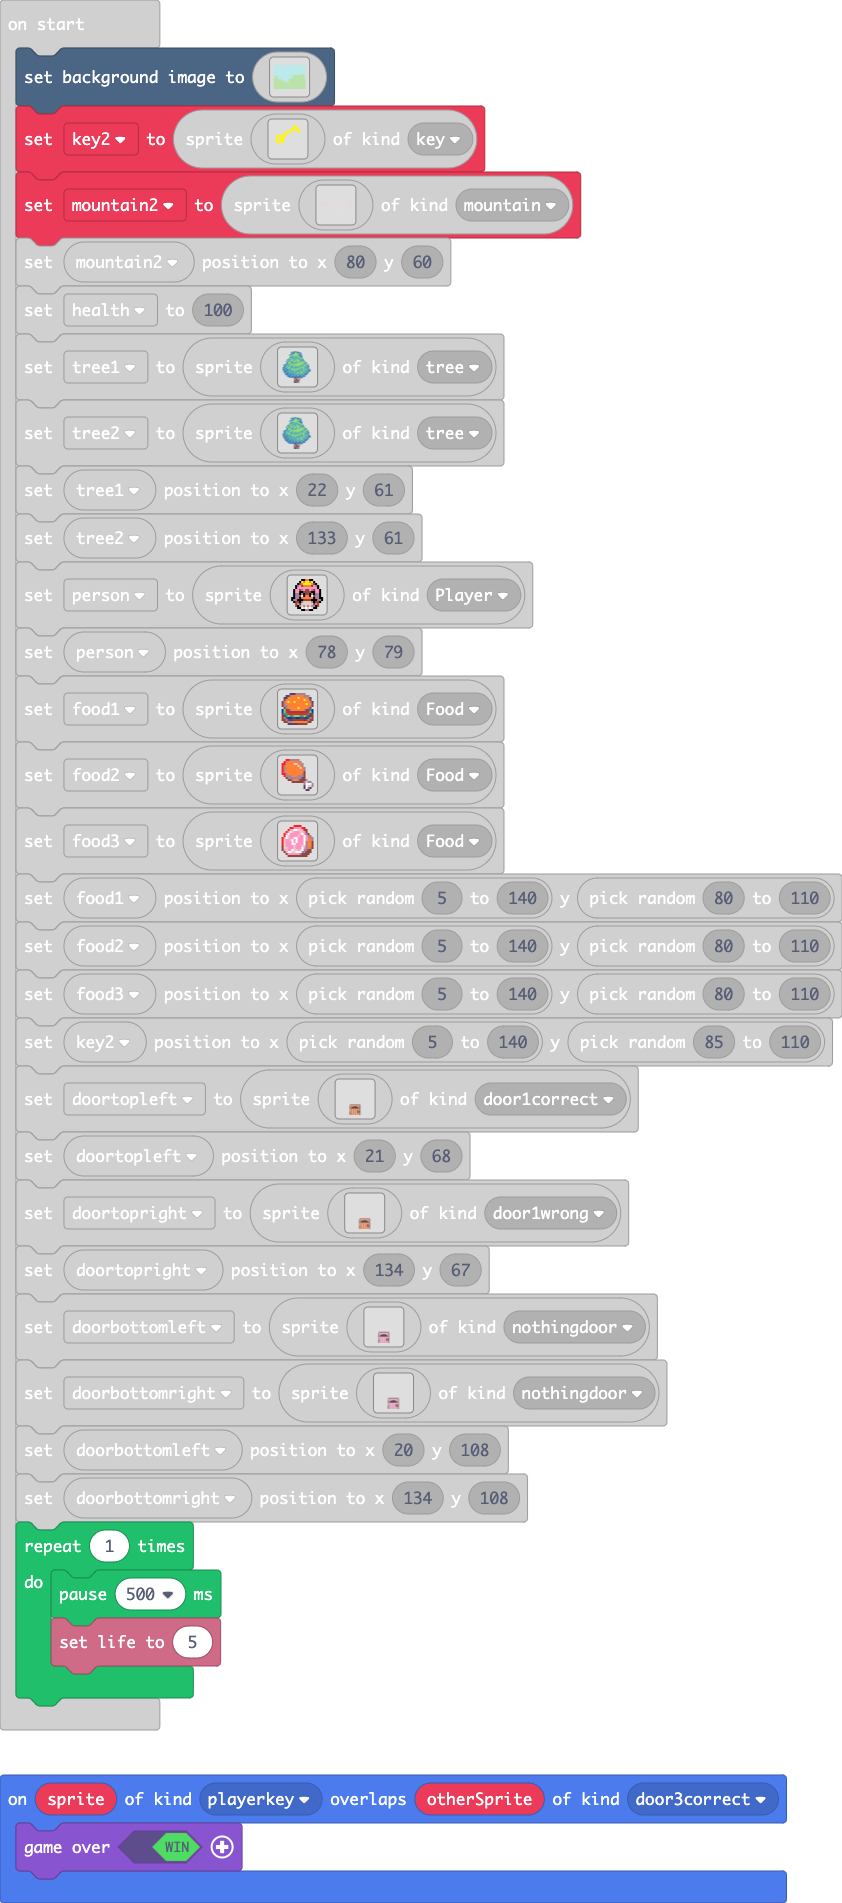 on start
set background image to
set key2 to sprite of kind key
set mountain2 to sprite of kind mountain
set mountain2 position to x 80 y 60
set health to 100
set tree1 to sprite of kind tree
set tree2 to sprite of kind tree
set tree1 position to x 22 y 61
set tree2 position to x 133 y 61
set person to sprite of kind Player
set person position to x 78 y 79
set food1 to sprite of kind Food
set food2 to sprite of kind Food
set food3 to sprite of kind Food
set food1 position to x pick random 5 to 140 y pick random 80 to 110
set food2 position to x pick random 5 to 140 y pick random 80 to 110
set food3 position to x pick random 5 to 140 y pick random 80 to 110
set key2 position to x pick random 5 to 140 y pick random 85 to 110
set doortopleft to sprite of kind door1correct
set doortopleft position to x 21 y 68
set doortopright to sprite of kind door1wrong
set doortopright position to x 134 y 67
set doorbottomleft to sprite of kind nothingdoor
set doorbottomright to sprite of kind nothingdoor
set doorbottomleft position to x 20 y 108
set doorbottomright position to x 134 y 108
repeat 1 times
do
pause 500 ms
set life to 5
on sprite of kind playerkey overlaps otherSprite of kind door3correct
game over WIN